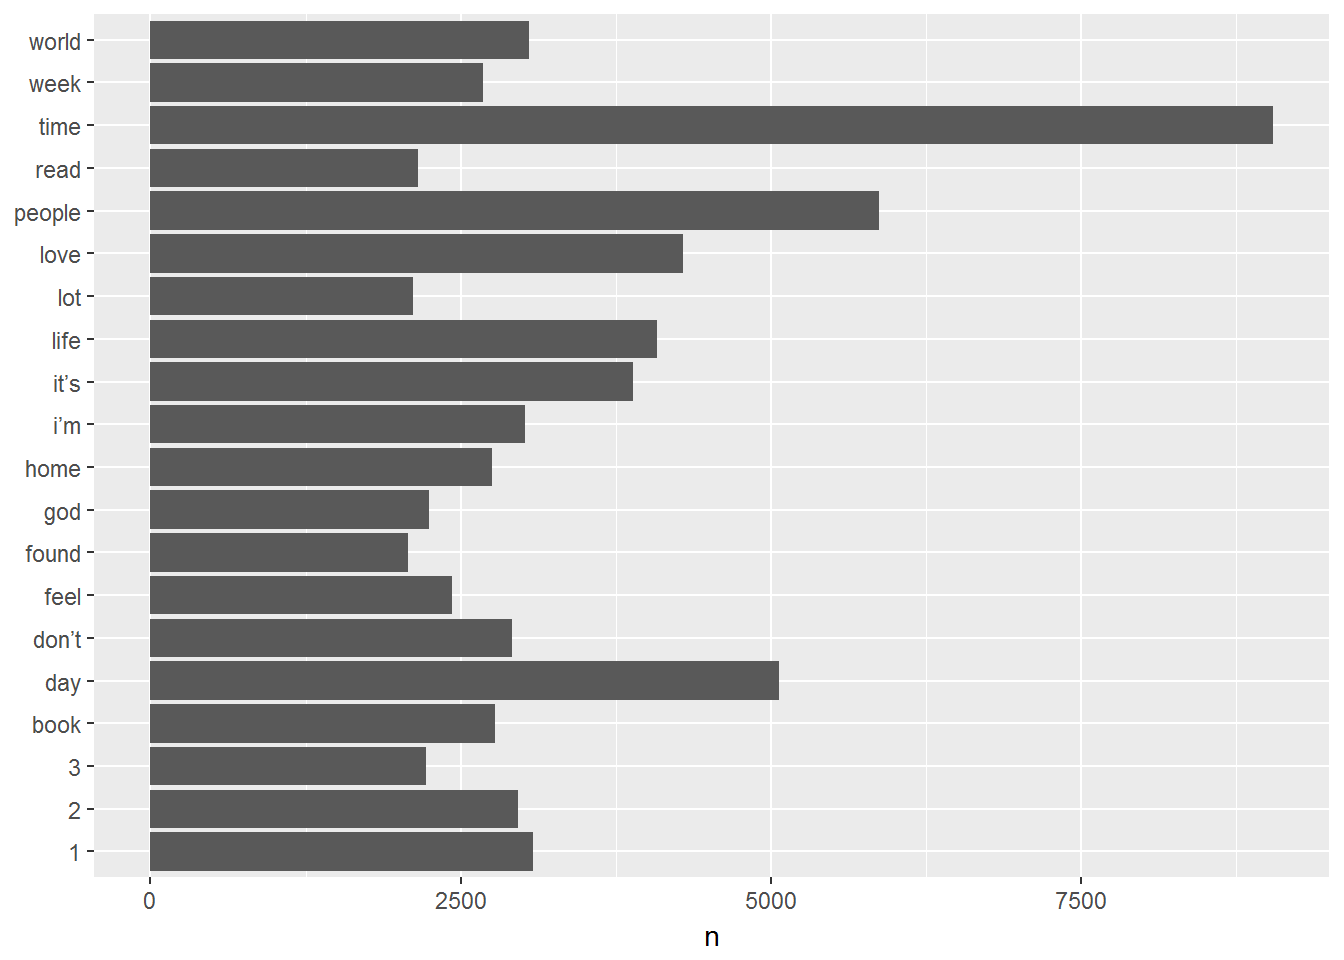 world
week
time
read
people
love
lot
life
it’s
i’m
home
god
found
feel
don’t
day
book
3
2
1
0 2500 5000 7500
n